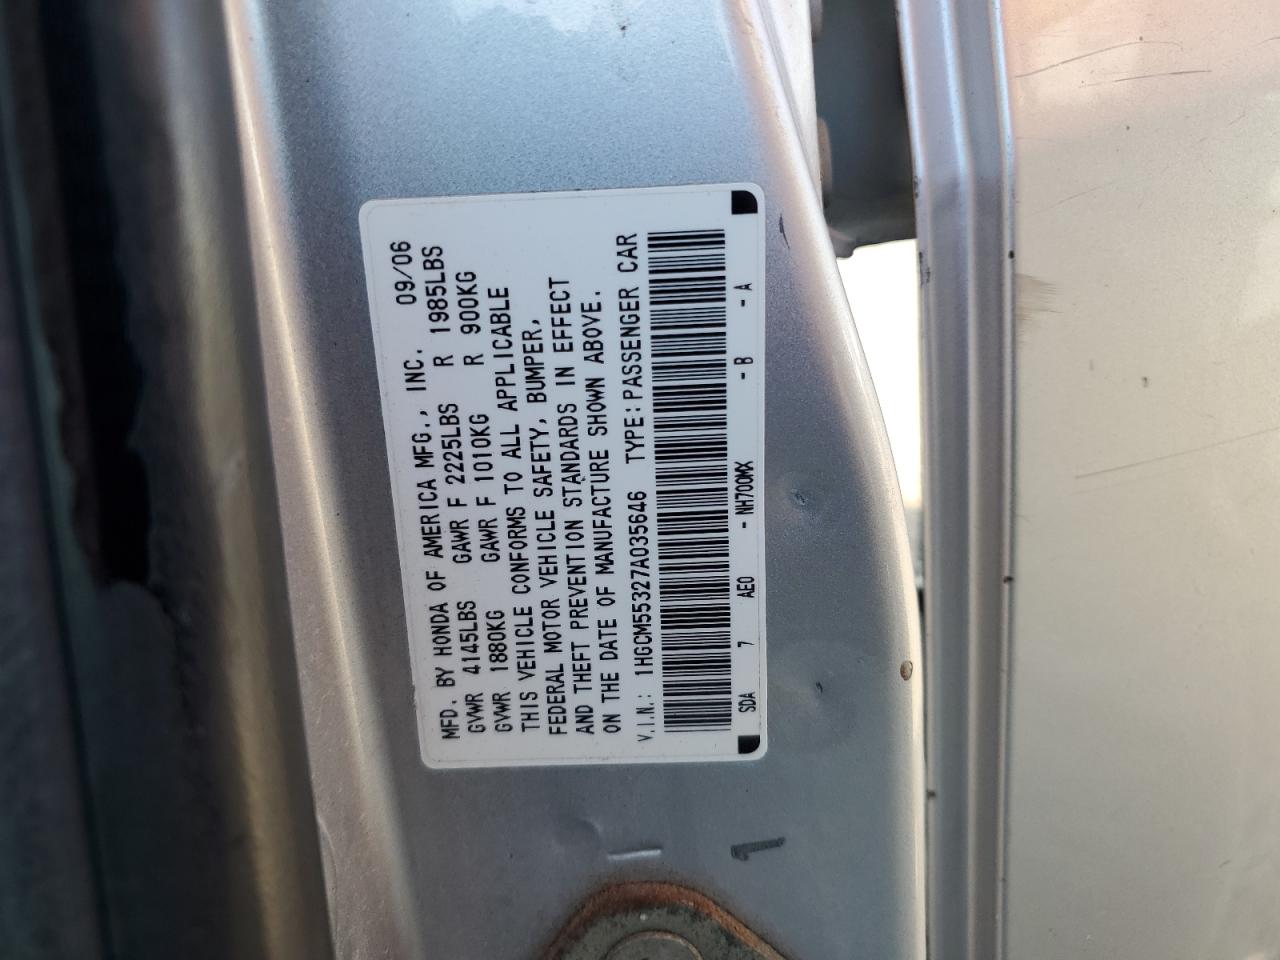 MFD. BY HONDA OF AMERICA MFG., INC. 09/06
GVWR 4145LBS GAWR F 2225LBS R 1985LBS
GVWR 1880KG GAWR F 1010KG R 900KG
THIS VEHICLE CONFORMS TO ALL APPLICABLE
FEDERAL MOTOR VEHICLE SAFETY, BUMPER,
AND THEFT PREVENTION STANDARDS IN EFFECT
ON THE DATE OF MANUFACTURE SHOWN ABOVE.
V.I.N.: 1HGCM55327A035646 TYPE:PASSENGER CAR
SDA 7 AE0 - NH700MX - B - A